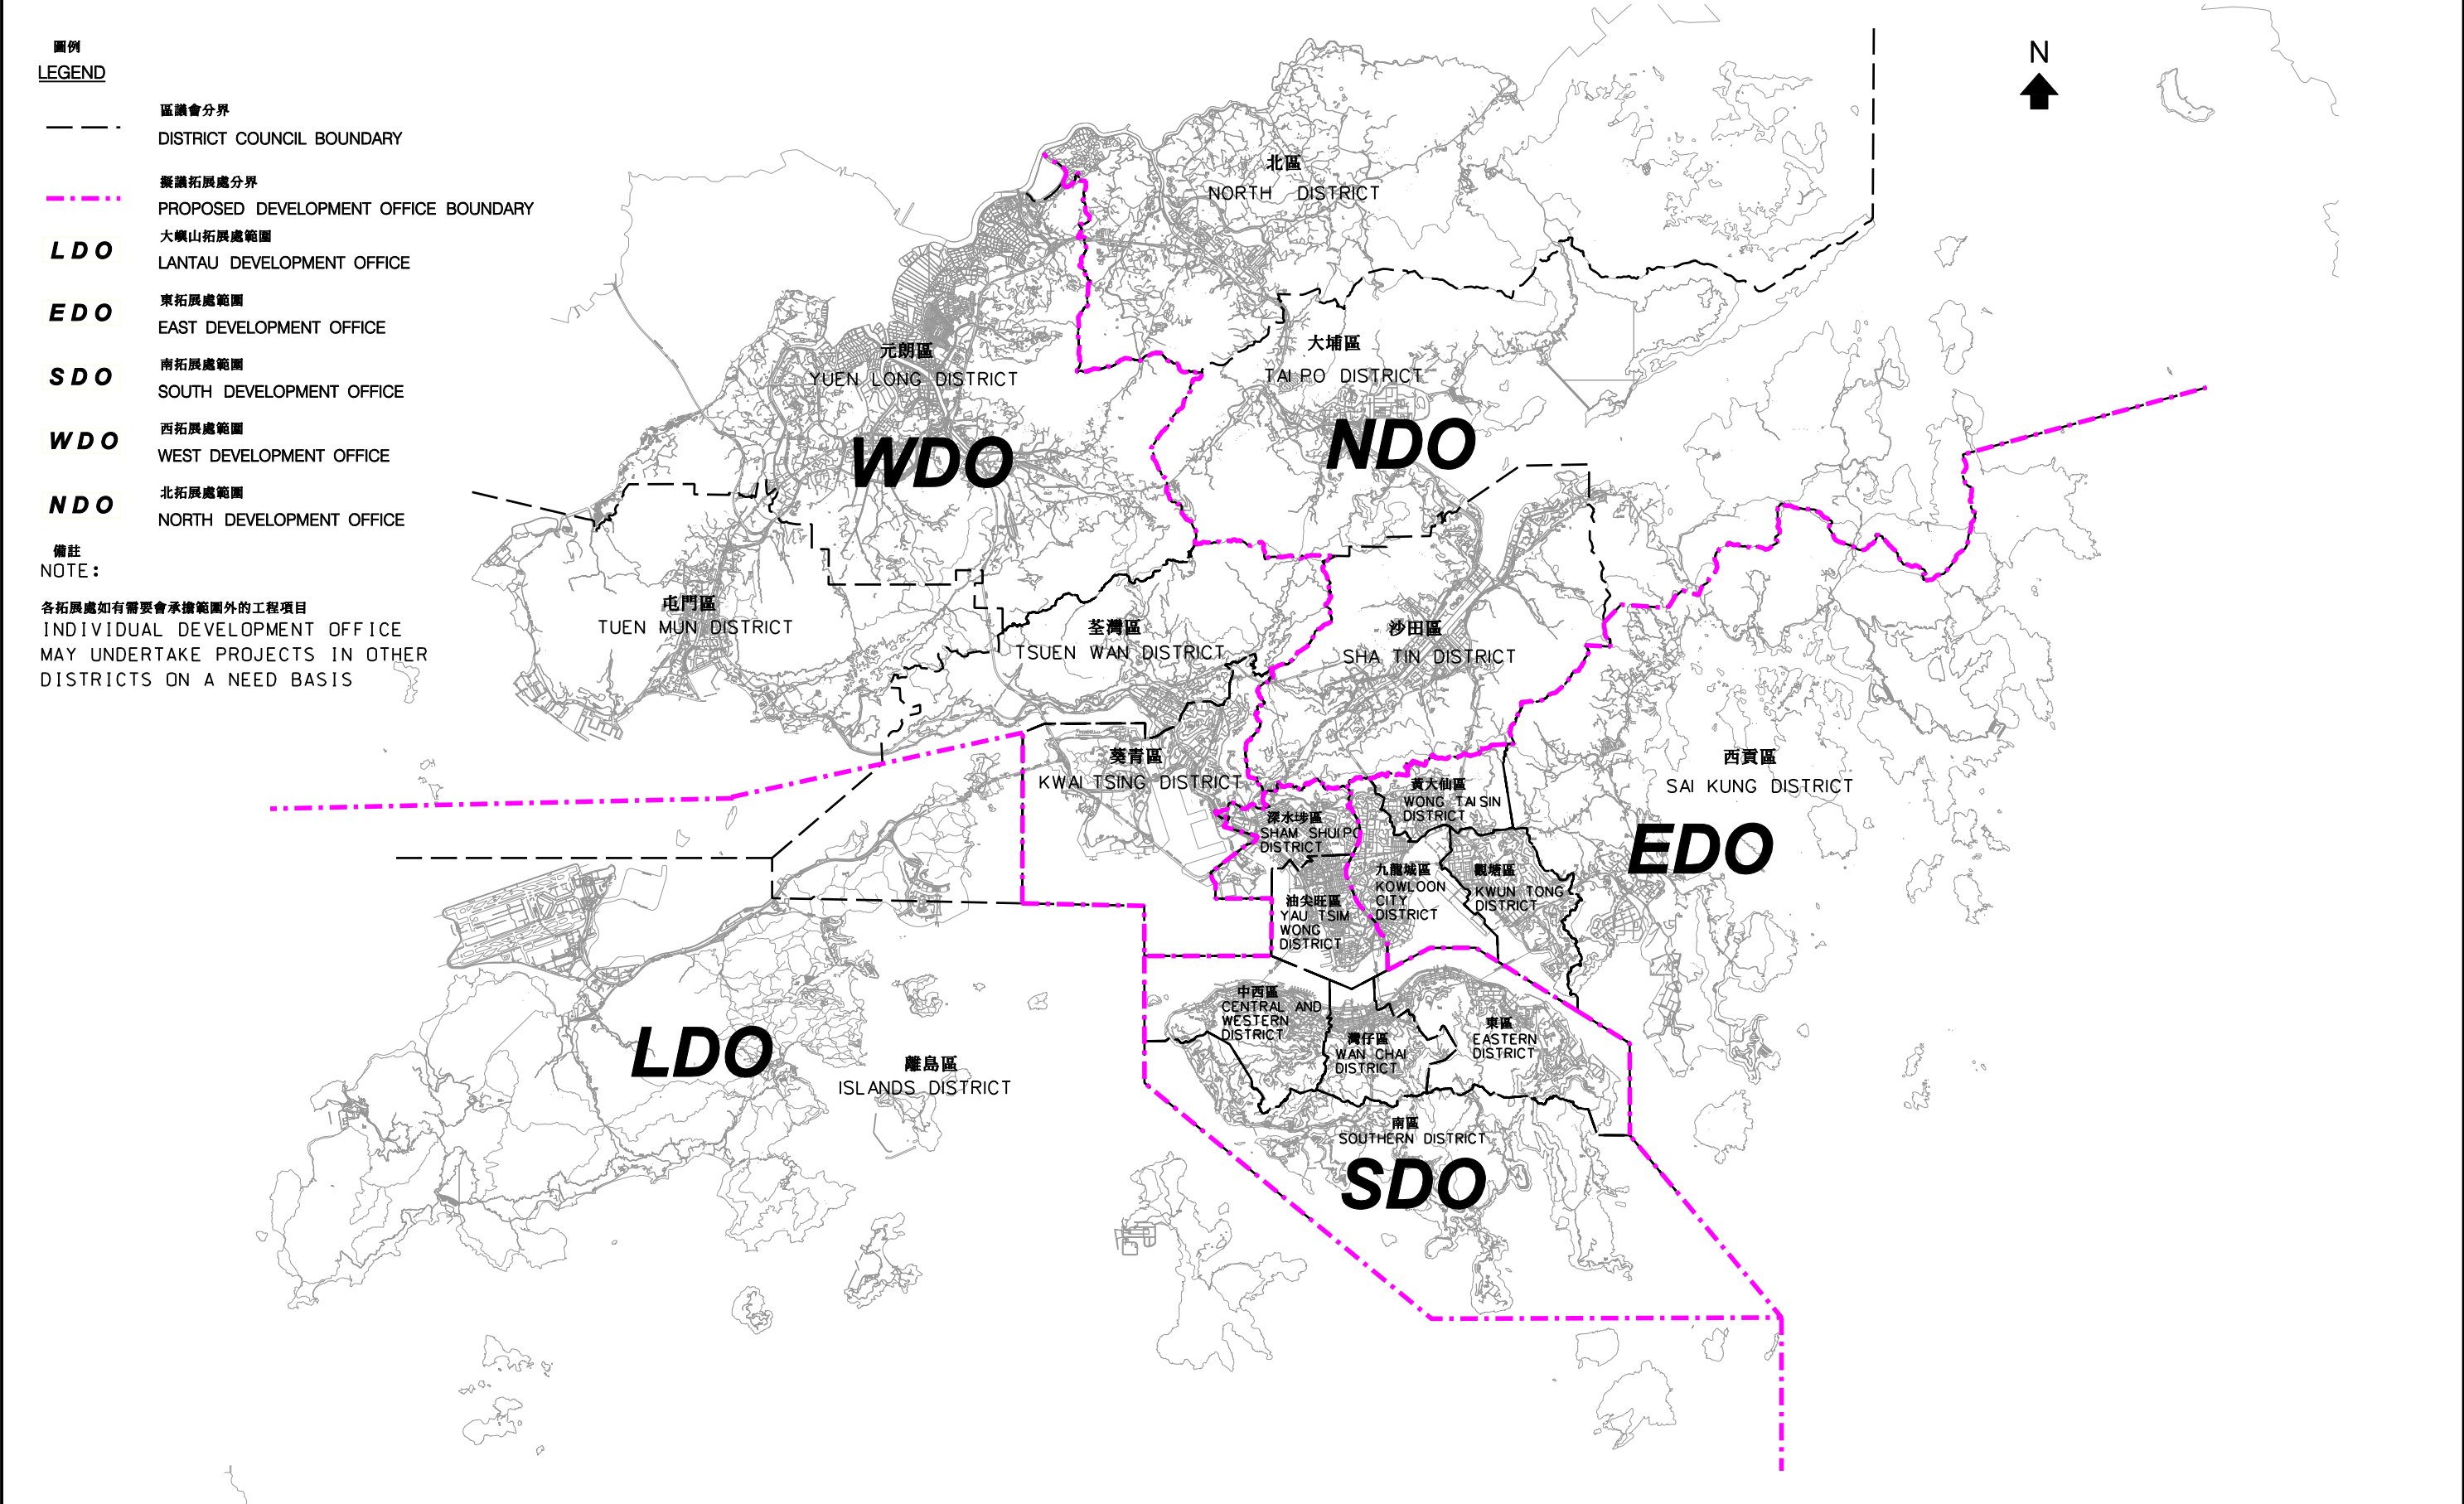 圖例
LEGEND
區議會分界
DISTRICT COUNCIL BOUNDARY
擬議拓展處分界
PROPOSED DEVELOPMENT OFFICE BOUNDARY
LDO
大嶼山拓展處範圍
LANTAU DEVELOPMENT OFFICE
EDO
東拓展處範圍
EAST DEVELOPMENT OFFICE
SDO
南拓展處範圍
SOUTH DEVELOPMENT OFFICE
WDO
西拓展處範圍
WEST DEVELOPMENT OFFICE
NDO
北拓展處範圍
NORTH DEVELOPMENT OFFICE
備註
NOTE:
各拓展處如有需要會承擔範圍外的工程項目
INDIVIDUAL DEVELOPMENT OFFICE
MAY UNDERTAKE PROJECTS IN OTHER
DISTRICTS ON A NEED BASIS
N
北區
NORTH DISTRICT
大埔區
TAI PO DISTRICT
元朗區
YUEN LONG DISTRICT
NDO
WDO
屯門區
TUEN MUN DISTRICT
荃灣區
TSUEN WAN DISTRICT
沙田區
SHA TIN DISTRICT
葵青區
KWAI TSING DISTRICT
西貢區
SAI KUNG DISTRICT
黃大仙區
WONG TAI SIN
DISTRICT
深水埗區
SHAM SHUI PO
DISTRICT
EDO
九龍城區
KOWLOON
CITY
DISTRICT
觀塘區
KWUN TONG
DISTRICT
油尖旺區
YAU TSIM
WONG
DISTRICT
中西區
CENTRAL AND
WESTERN
DISTRICT
灣仔區
WAN CHAI
DISTRICT
東區
EASTERN
DISTRICT
LDO
離島區
ISLANDS DISTRICT
南區
SOUTHERN DISTRICT
SDO